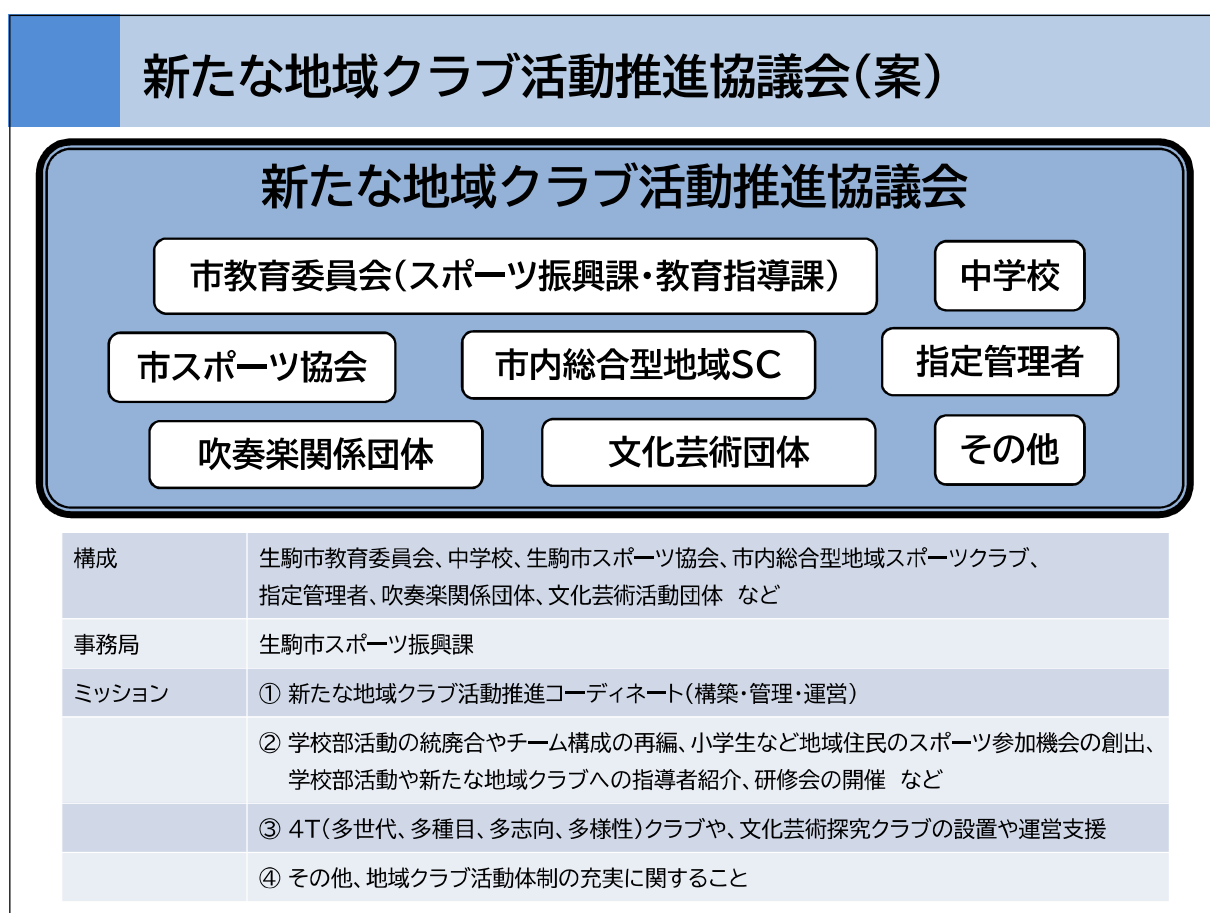 新たな地域クラブ活動推進協議会(案)
新たな地域クラブ活動推進協議会
市教育委員会(スポーツ振興課・教育指導課)
中学校
市スポーツ協会
市内総合型地域SC
指定管理者
吹奏楽関係団体
文化芸術団体
その他
構成
生駒市教育委員会、中学校、生駒市スポーツ協会、市内総合型地域スポーツクラブ、
指定管理者、吹奏楽関係団体、文化芸術活動団体 など
事務局
生駒市スポーツ振興課
ミッション
① 新たな地域クラブ活動推進コーディネート(構築・管理・運営)
② 学校部活動の統廃合やチーム構成の再編、小学生など地域住民のスポーツ参加機会の創出、
学校部活動や新たな地域クラブへの指導者紹介、研修会の開催 など
③ 4T(多世代、多種目、多志向、多様性)クラブや、文化芸術探究クラブの設置や運営支援
④ その他、地域クラブ活動体制の充実に関すること